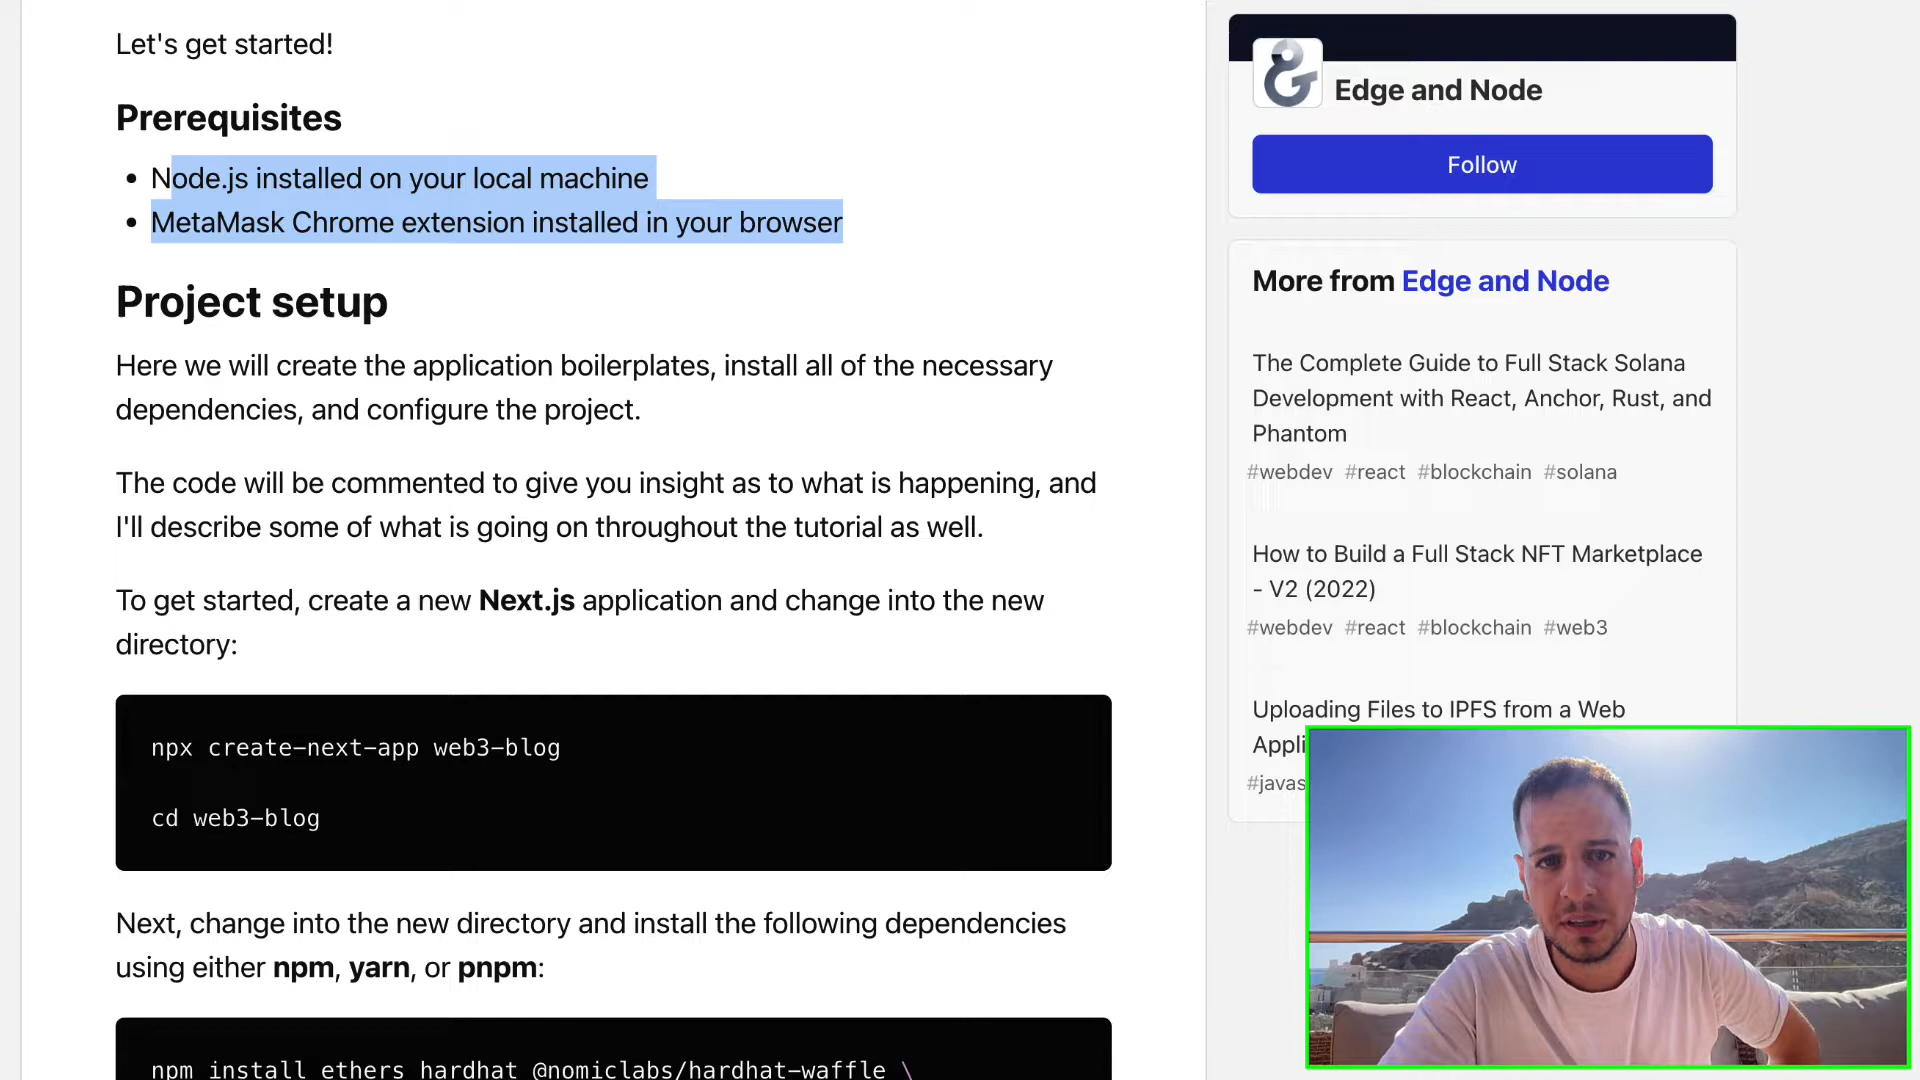 Let's get started!
Prerequisites
Node.js installed on your local machine
MetaMask Chrome extension installed in your browser
Project setup
Here we will create the application boilerplates, install all of the necessary
dependencies, and configure the project.
The code will be commented to give you insight as to what is happening, and
I'll describe some of what is going on throughout the tutorial as well.
To get started, create a new Next.js application and change into the new
directory:
npx create-next-app web3-blog
cd web3-blog
Next, change into the new directory and install the following dependencies
using either npm, yarn, or pnpm:
npm install ethers hardhat @nomiclabs/hardhat-waffle \
Edge and Node
Follow
More from Edge and Node
The Complete Guide to Full Stack Solana
Development with React, Anchor, Rust, and
Phantom
#webdev #react #blockchain #solana
How to Build a Full Stack NFT Marketplace
- V2 (2022)
#webdev #react #blockchain #web3
Uploading Files to IPFS from a Web
Appli
#javas